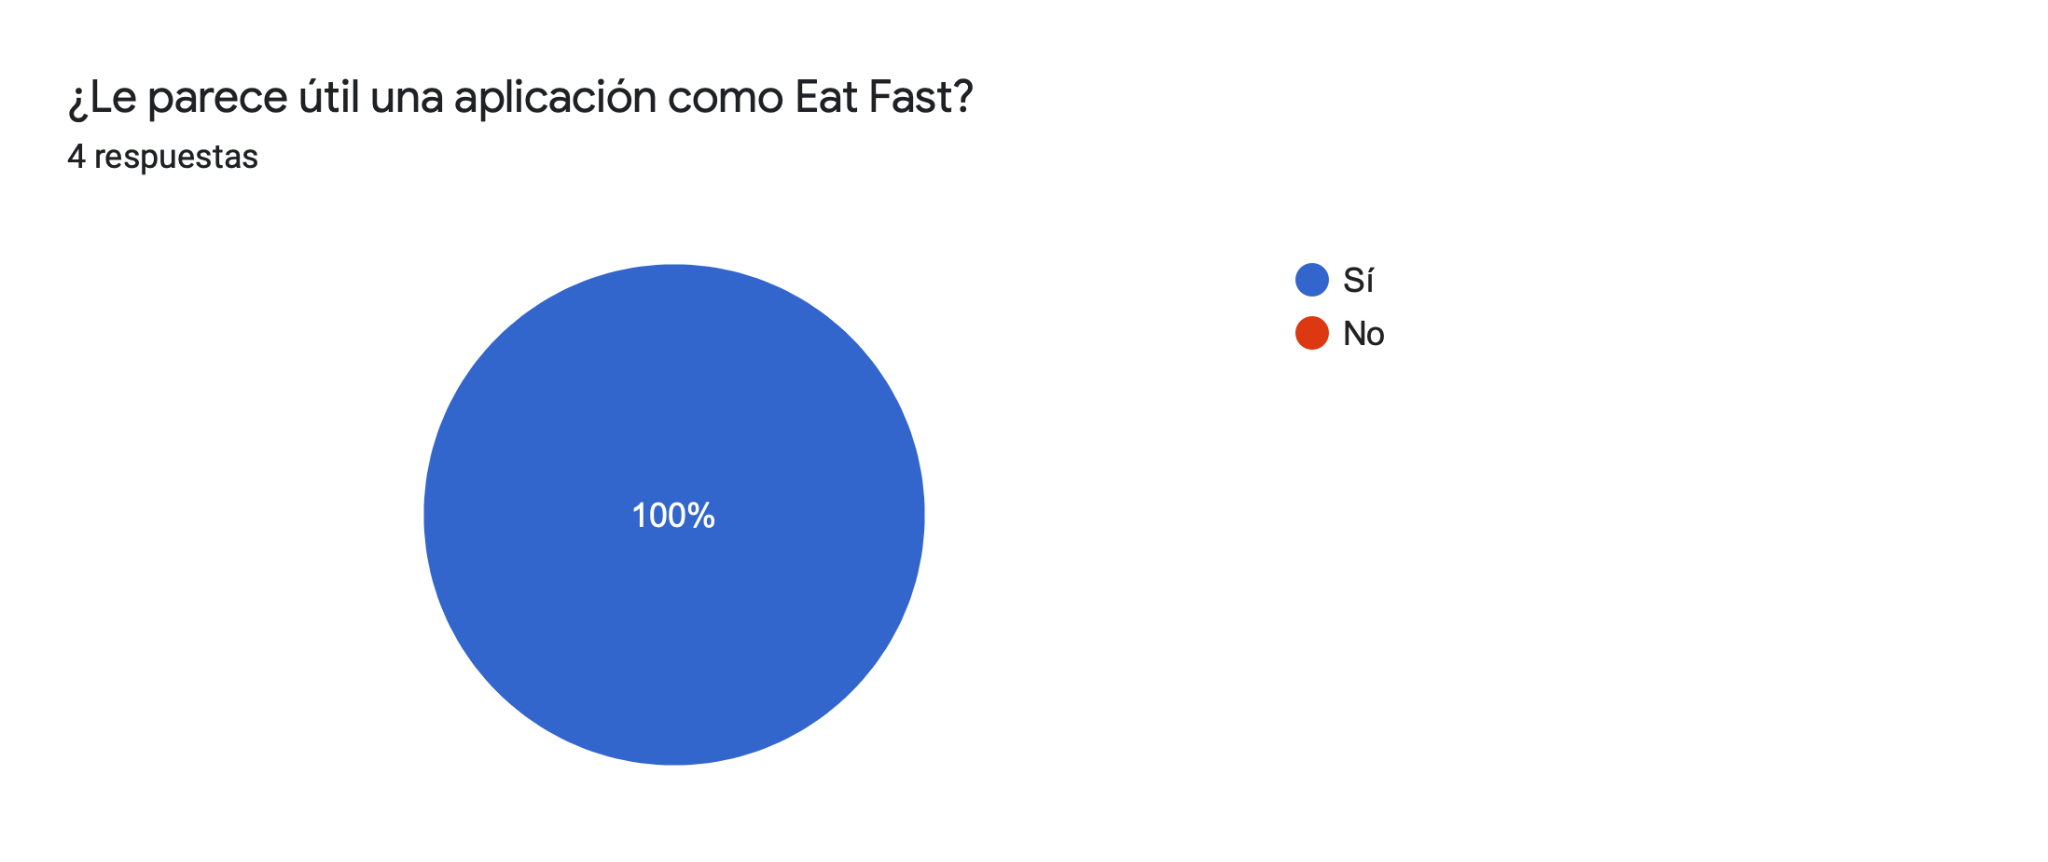 ¿Le parece útil una aplicación como Eat Fast?
4 respuestas
100%
Sí
No